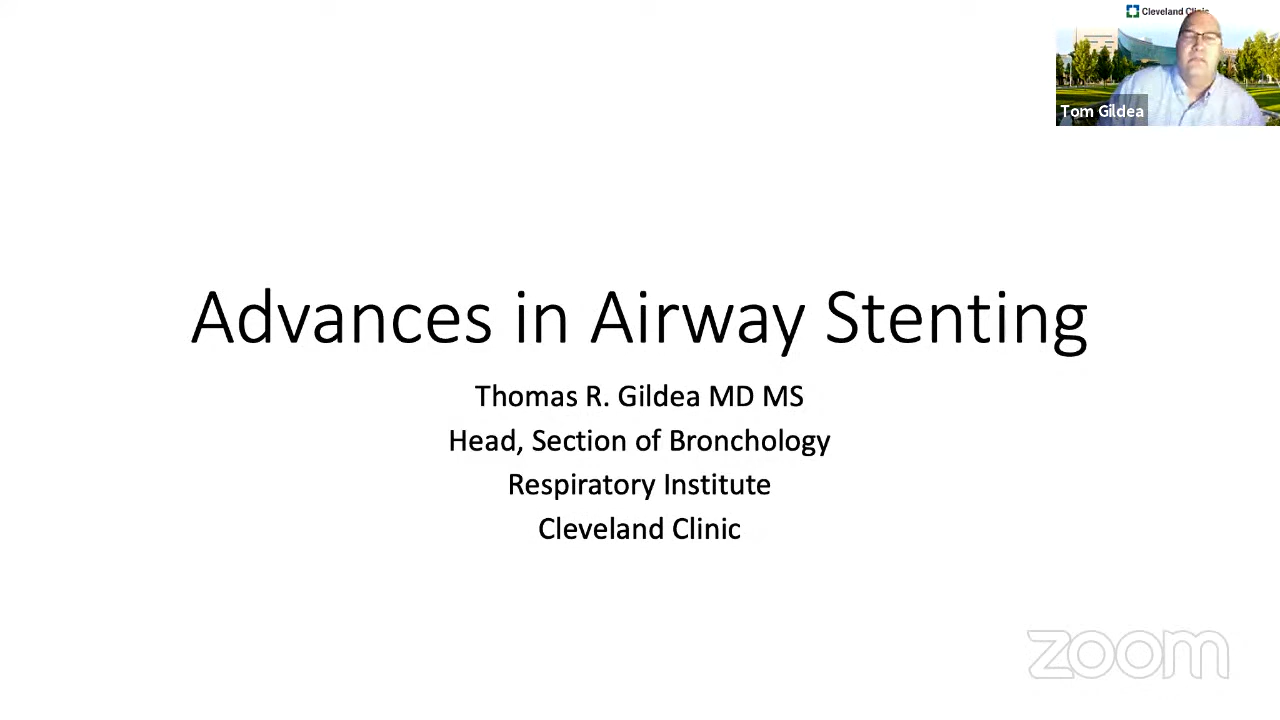 Cleveland Clinic
Tom Gildea
Advances in Airway Stenting
Thomas R. Gildea MD MS
Head, Section of Bronchology
Respiratory Institute
Cleveland Clinic
zoom